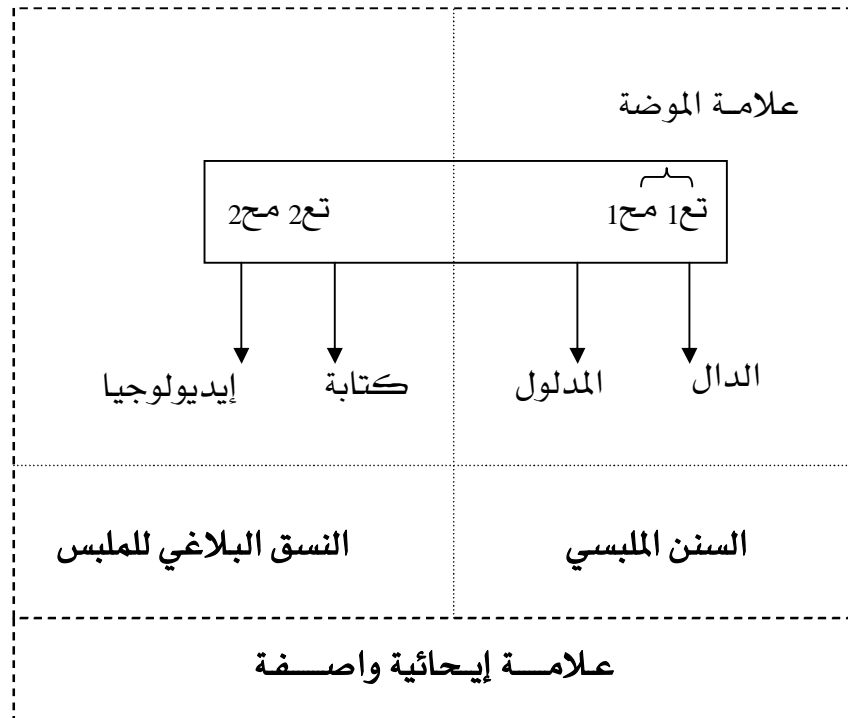 علامة الموضة
تع1 مح1 تع2 مح2
الدال المدلول كتابة إيديولوجيا
السنن الملبسي النسق البلاغي للملبس
علامة إيحائية واصفة